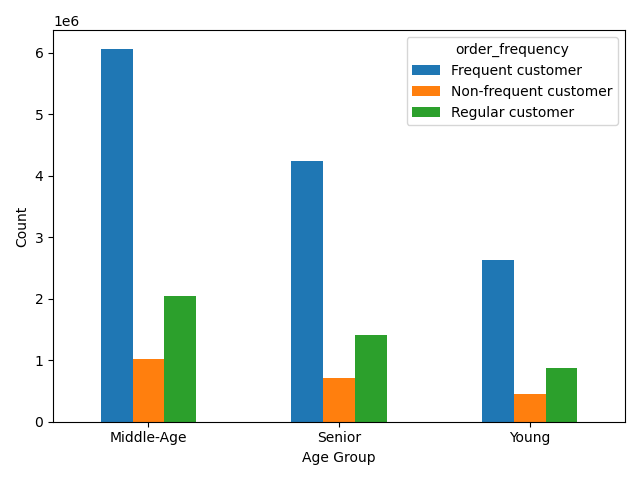 1e6
6
5
4
3
2
1
0
Count
order_frequency
Frequent customer
Non-frequent customer
Regular customer
Middle-Age Senior Young
Age Group